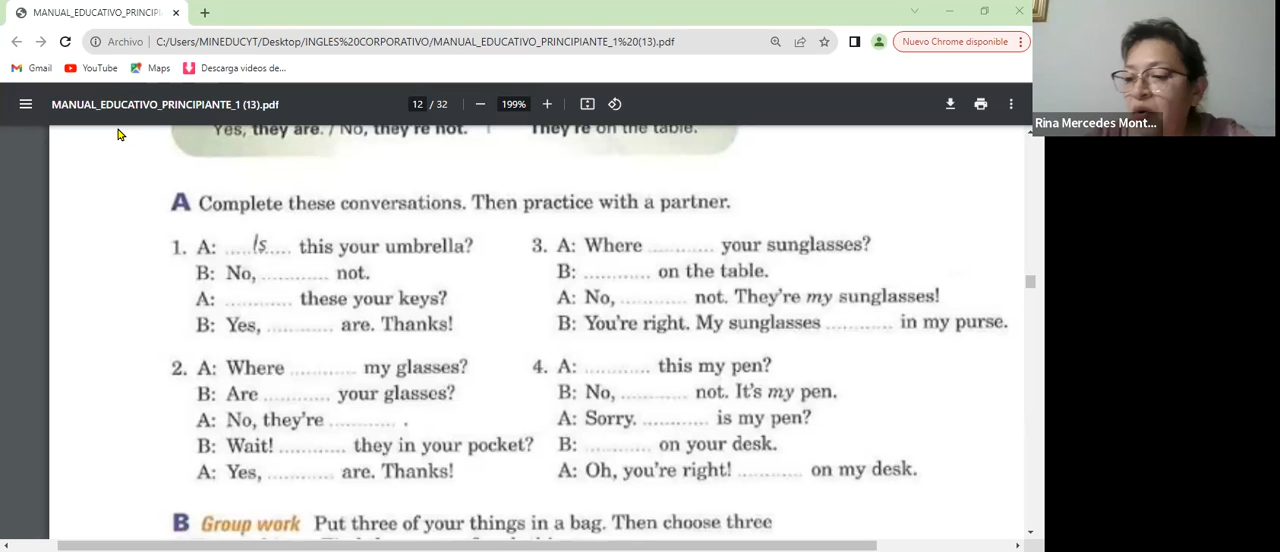 MANUAL_EDUCATIVO_PRINCIPI
Archivo
C:/Users/MINEDUCYT/Desktop/INGLES%20CORPORATIVO/MANUAL_EDUCATIVO_PRINCIPIANTE_1%20(13).pdf
Nuevo Chrome disponible
Gmail
YouTube
Maps
Descarga videos de...
MANUAL_EDUCATIVO_PRINCIPIANTE_1 (13).pdf
12 / 32
199%
Rina Mercedes Mont...
Yes, they are. / No, they're not.
They're on the table.
A Complete these conversations. Then practice with a partner.
1. A: .....Is..... this your umbrella?
B: No, ............ not.
A: ............ these your keys?
B: Yes, ............ are. Thanks!
2. A: Where ............ my glasses?
B: Are ............ your glasses?
A: No, they're ............ .
B: Wait! ............ they in your pocket?
A: Yes, ............ are. Thanks!
3. A: Where ............ your sunglasses?
B: ............ on the table.
A: No, ............ not. They're my sunglasses!
B: You're right. My sunglasses ............ in my purse.
4. A: ............ this my pen?
B: No, ............ not. It's my pen.
A: Sorry. ............ is my pen?
B: ............ on your desk.
A: Oh, you're right! ............ on my desk.
B Group work Put three of your things in a bag. Then choose three